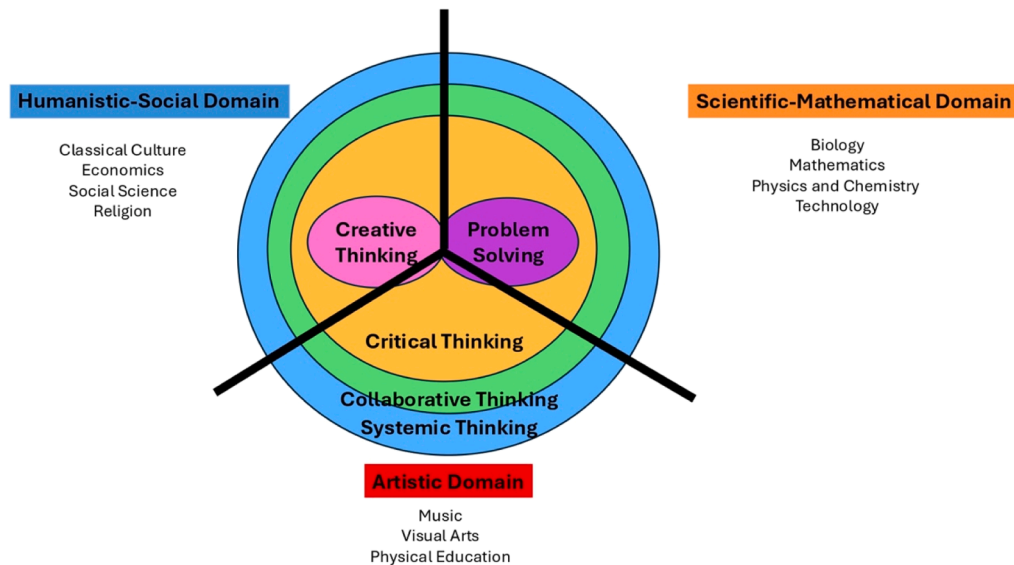 Humanistic-Social Domain
Classical Culture
Economics
Social Science
Religion
Scientific-Mathematical Domain
Biology
Mathematics
Physics and Chemistry
Technology
Creative
Thinking
Problem
Solving
Critical Thinking
Collaborative Thinking
Systemic Thinking
Artistic Domain
Music
Visual Arts
Physical Education